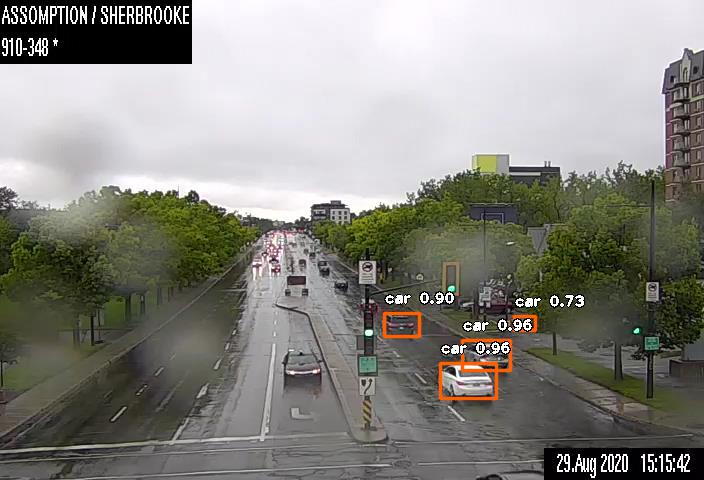 ASSOMPTION / SHERBROOKE
910-348 *
car 0.90
car 0.73
car 0.96
car 0.96
29.Aug 2020 15:15:42